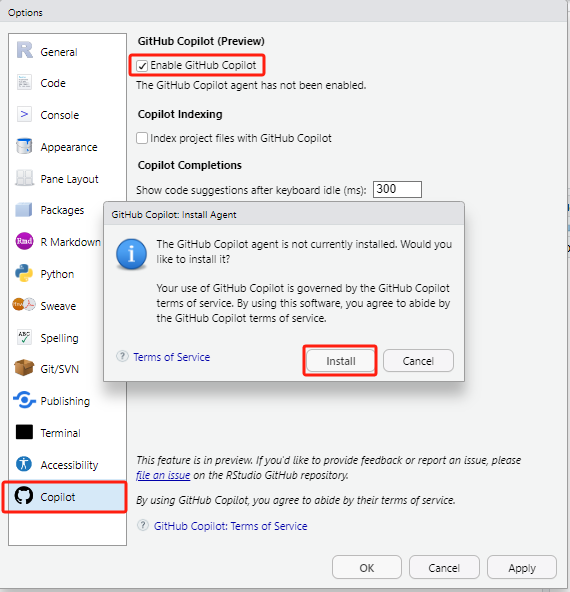 Options
General
Code
Console
Appearance
Pane Layout
Packages
R Markdown
Python
Sweave
Spelling
Git/SVN
Publishing
Terminal
Accessibility
Copilot
GitHub Copilot (Preview)
Enable GitHub Copilot
The GitHub Copilot agent has not been enabled.
Copilot Indexing
Index project files with GitHub Copilot
Copilot Completions
Show code suggestions after keyboard idle (ms): 300
GitHub Copilot: Install Agent
The GitHub Copilot agent is not currently installed. Would you
like to install it?
Your use of GitHub Copilot is governed by the GitHub Copilot
terms of service. By using this software, you agree to abide by
the GitHub Copilot terms of service.
? Terms of Service
Install
Cancel
This feature is in preview. If you'd like to provide feedback or report an issue, please
file an issue on the RStudio GitHub repository.
By using GitHub Copilot, you agree to abide by their terms of service.
? GitHub Copilot: Terms of Service
OK
Cancel
Apply